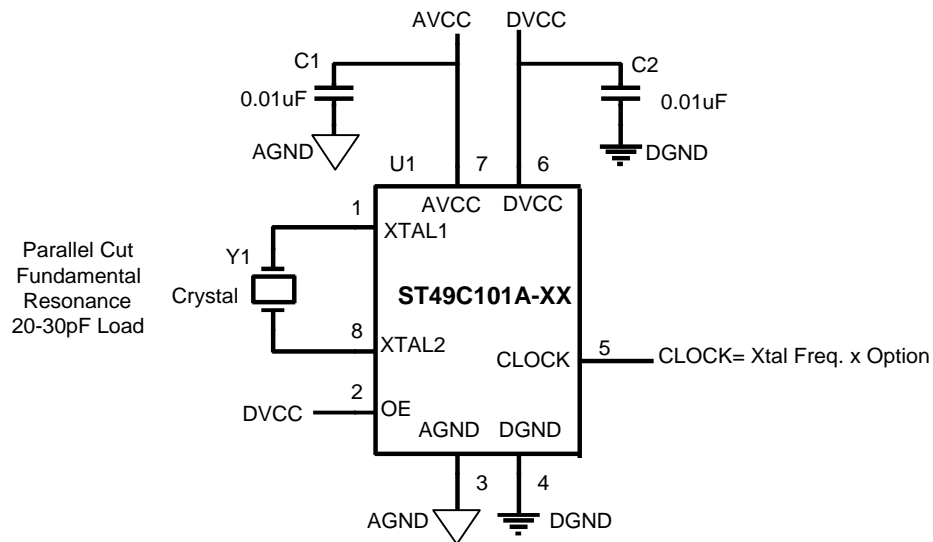 AVCC DVCC
C1
C2
0.01uF
0.01uF
AGND
DGND
U1 7 6
AVCC DVCC
1
XTAL1
Parallel Cut
Fundamental
Resonance
20-30pF Load
Y1
Crystal
ST49C101A-XX
8
XTAL2
CLOCK
5
CLOCK= Xtal Freq. x Option
2
DVCC
OE
AGND DGND
3 4
AGND
DGND